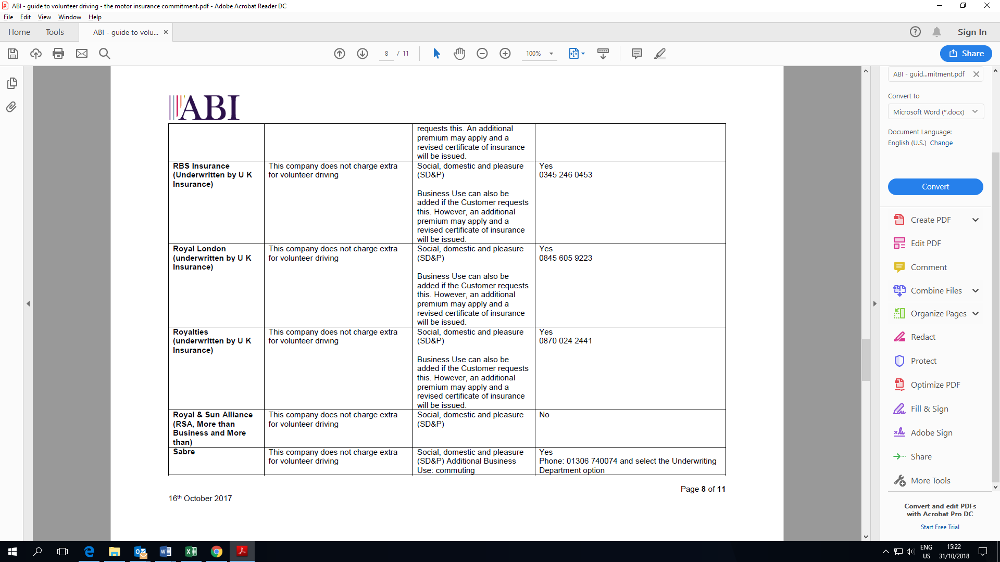 ABI - guide to volunteer driving - the motor insurance commitment.pdf - Adobe Acrobat Reader DC
File Edit View Window Help
Home Tools ABI - guide to volu... ×
Sign In
8 / 11
100%
Share
ABI
requests this. An additional
premium may apply and a
revised certificate of insurance
will be issued.
RBS Insurance
(Underwritten by U K
Insurance)
This company does not charge extra
for volunteer driving
Social, domestic and pleasure
(SD&P)
Business Use can also be
added if the Customer requests
this. However, an additional
premium may apply and a
revised certificate of insurance
will be issued.
Yes
0345 246 0453
Royal London
(underwritten by U K
Insurance)
This company does not charge extra
for volunteer driving
Social, domestic and pleasure
(SD&P)
Business Use can also be
added if the Customer requests
this. However, an additional
premium may apply and a
revised certificate of insurance
will be issued.
Yes
0845 605 9223
Royalties
(underwritten by U K
Insurance)
This company does not charge extra
for volunteer driving
Social, domestic and pleasure
(SD&P)
Business Use can also be
added if the Customer requests
this. However, an additional
premium may apply and a
revised certificate of insurance
will be issued.
Yes
0870 024 2441
Royal & Sun Alliance
(RSA, More than
Business and More
than)
This company does not charge extra
for volunteer driving
Social, domestic and pleasure
(SD&P)
No
Sabre
This company does not charge extra
for volunteer driving
Social, domestic and pleasure
(SD&P) Additional Business
Use: commuting
Yes
Phone: 01306 740074 and select the Underwriting
Department option
Page 8 of 11
16th October 2017
ABI - guid...mitment.pdf
Convert to
Microsoft Word (*.docx)
Document Language:
English (U.S.) Change
Convert
Create PDF
Edit PDF
Comment
Combine Files
Organize Pages
Redact
Protect
Optimize PDF
Fill & Sign
Adobe Sign
Share
More Tools
Convert and edit PDFs
with Acrobat Pro DC
Start Free Trial
ENG
US
15:22
31/10/2018